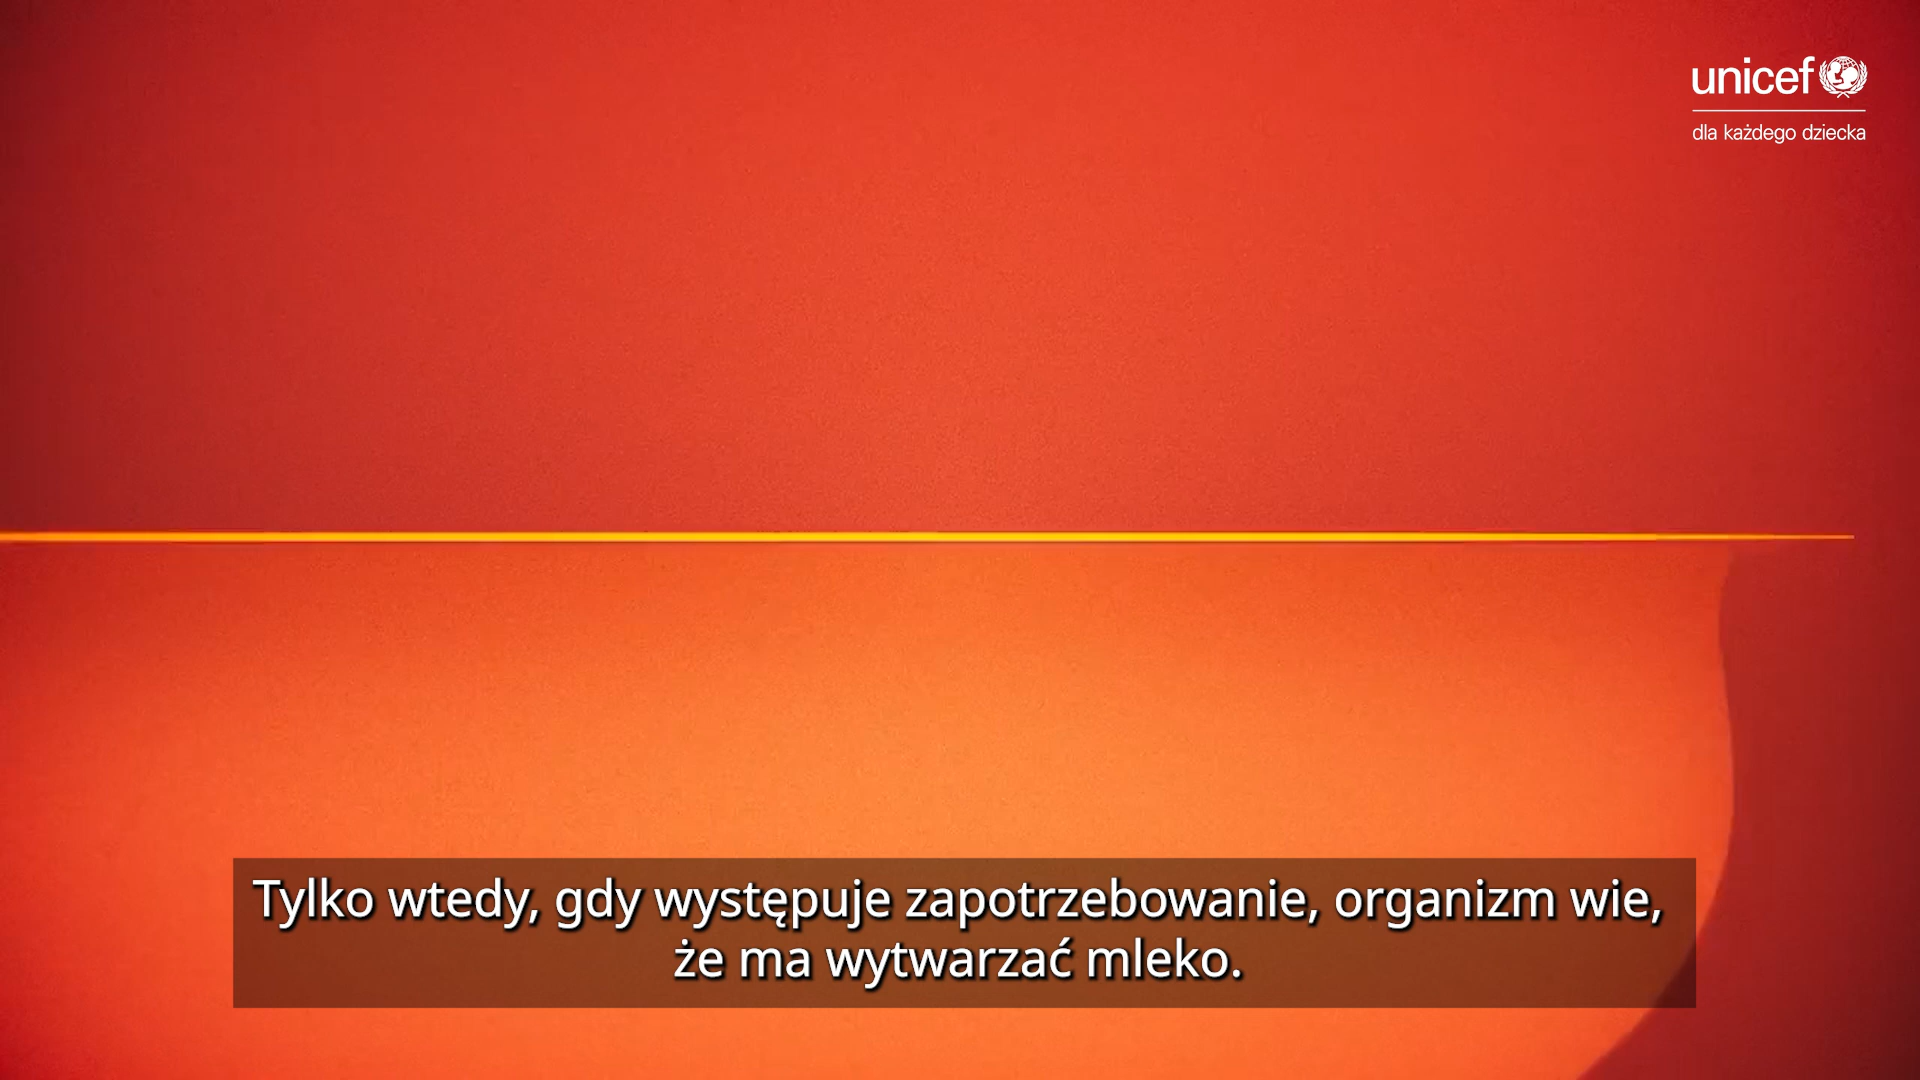 unicef
dla każdego dziecka
Tylko wtedy, gdy występuje zapotrzebowanie, organizm wie,
że ma wytwarzać mleko.